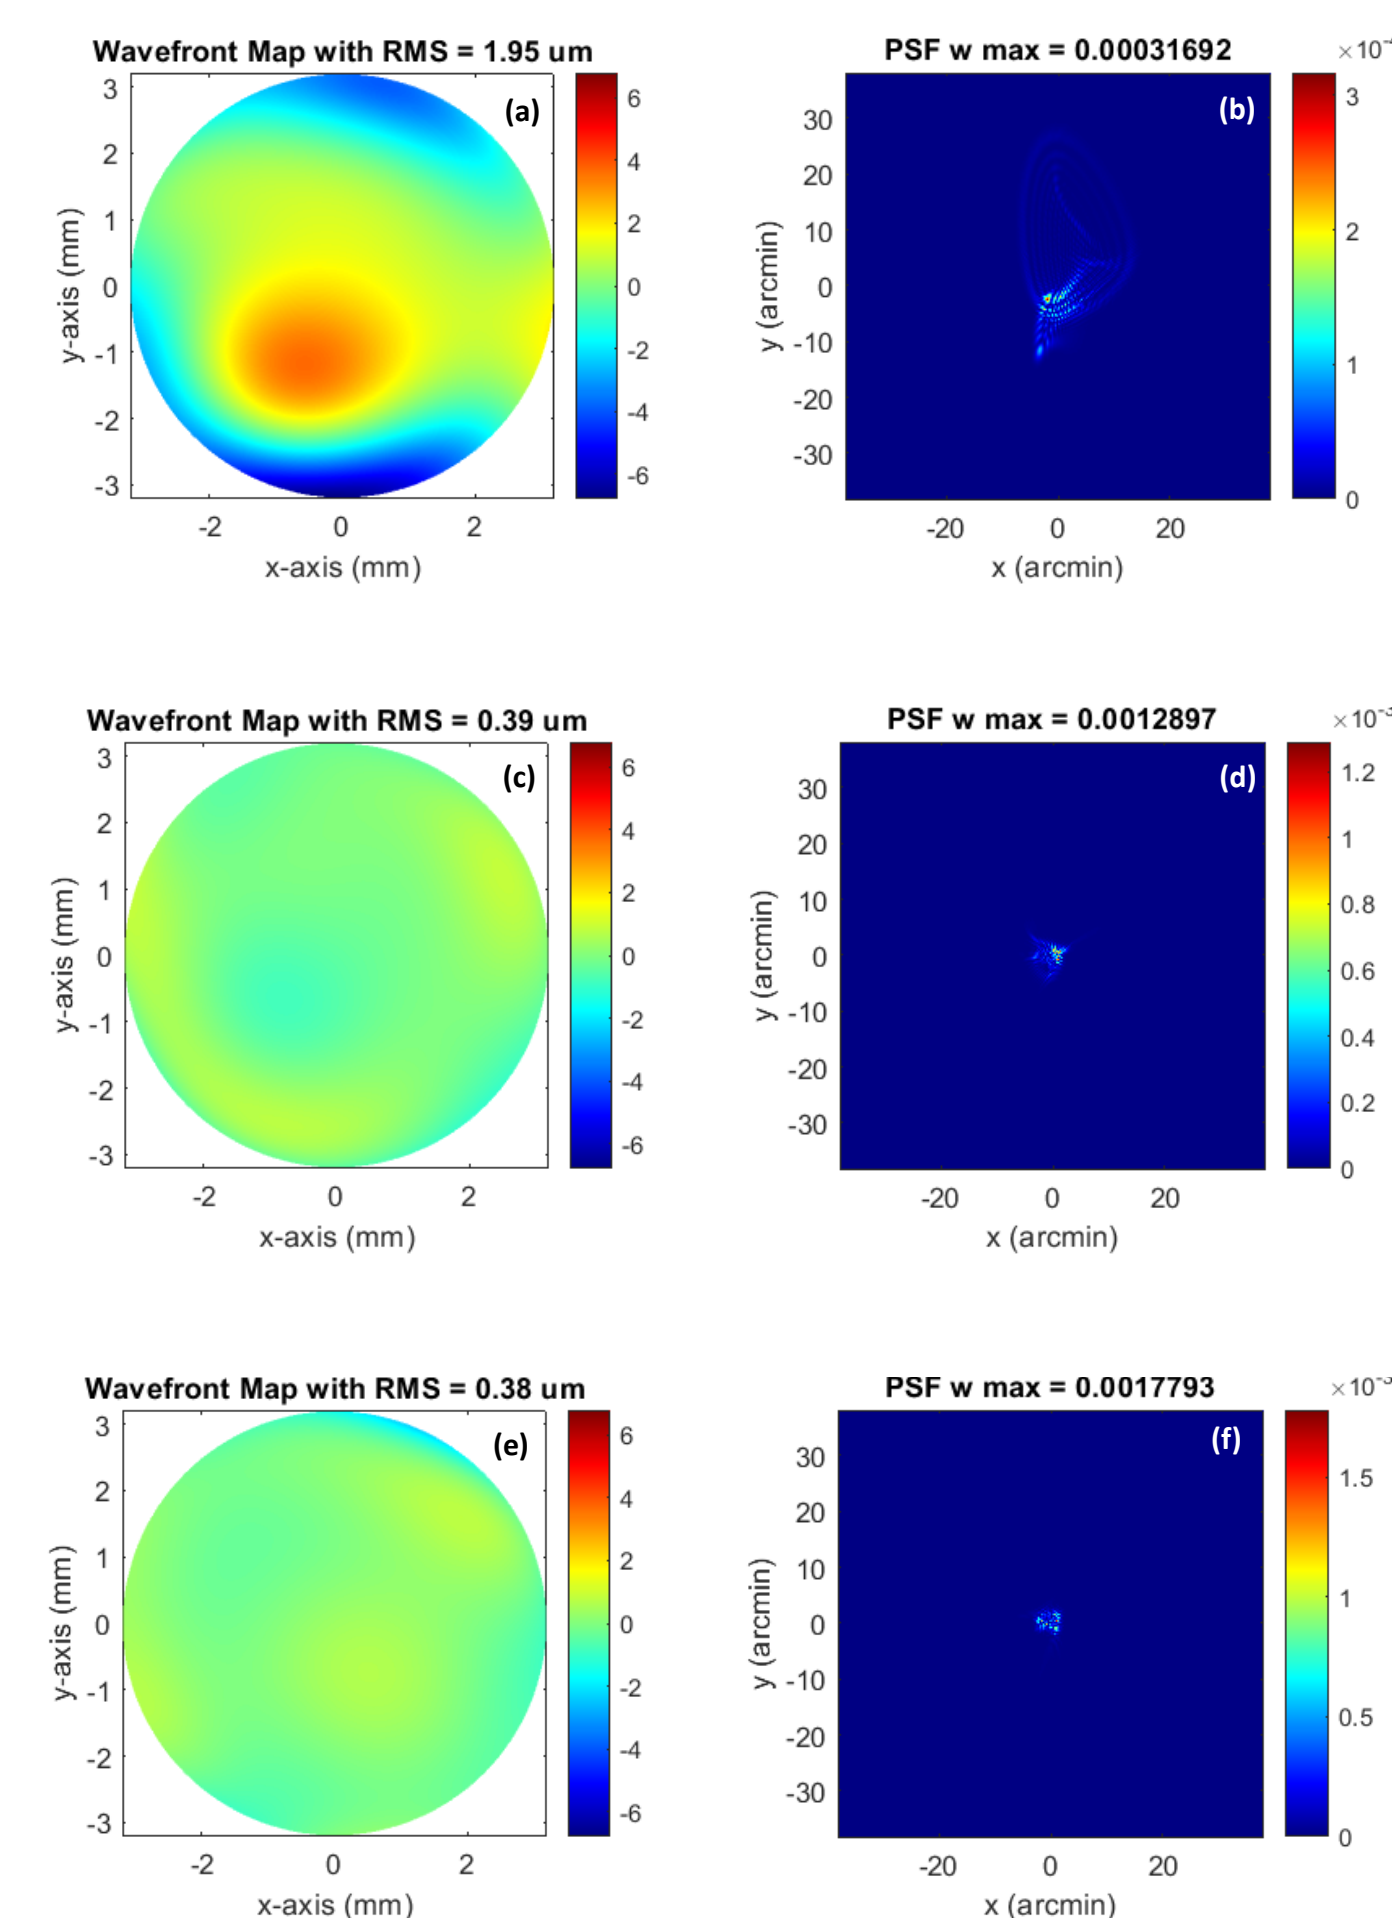 Wavefront Map with RMS = 1.95 um
(a)
3
2
1
0
-1
-2
-3
y-axis (mm)
-2 0 2
x-axis (mm)
6
4
2
0
-2
-4
-6
PSF w max = 0.00031692
(b)
30
20
10
0
-10
-20
-30
y (arcmin)
-20 0 20
x (arcmin)
3
2
1
0
Wavefront Map with RMS = 0.39 um
(c)
3
2
1
0
-1
-2
-3
y-axis (mm)
-2 0 2
x-axis (mm)
6
4
2
0
-2
-4
-6
PSF w max = 0.0012897
×10⁻³
(d)
30
20
10
0
-10
-20
-30
y (arcmin)
-20 0 20
x (arcmin)
1.2
1
0.8
0.6
0.4
0.2
0
Wavefront Map with RMS = 0.38 um
(e)
3
2
1
0
-1
-2
-3
y-axis (mm)
-2 0 2
x-axis (mm)
6
4
2
0
-2
-4
-6
PSF w max = 0.0017793
(f)
30
20
10
0
-10
-20
-30
y (arcmin)
-20 0 20
x (arcmin)
1.5
1
0.5
0